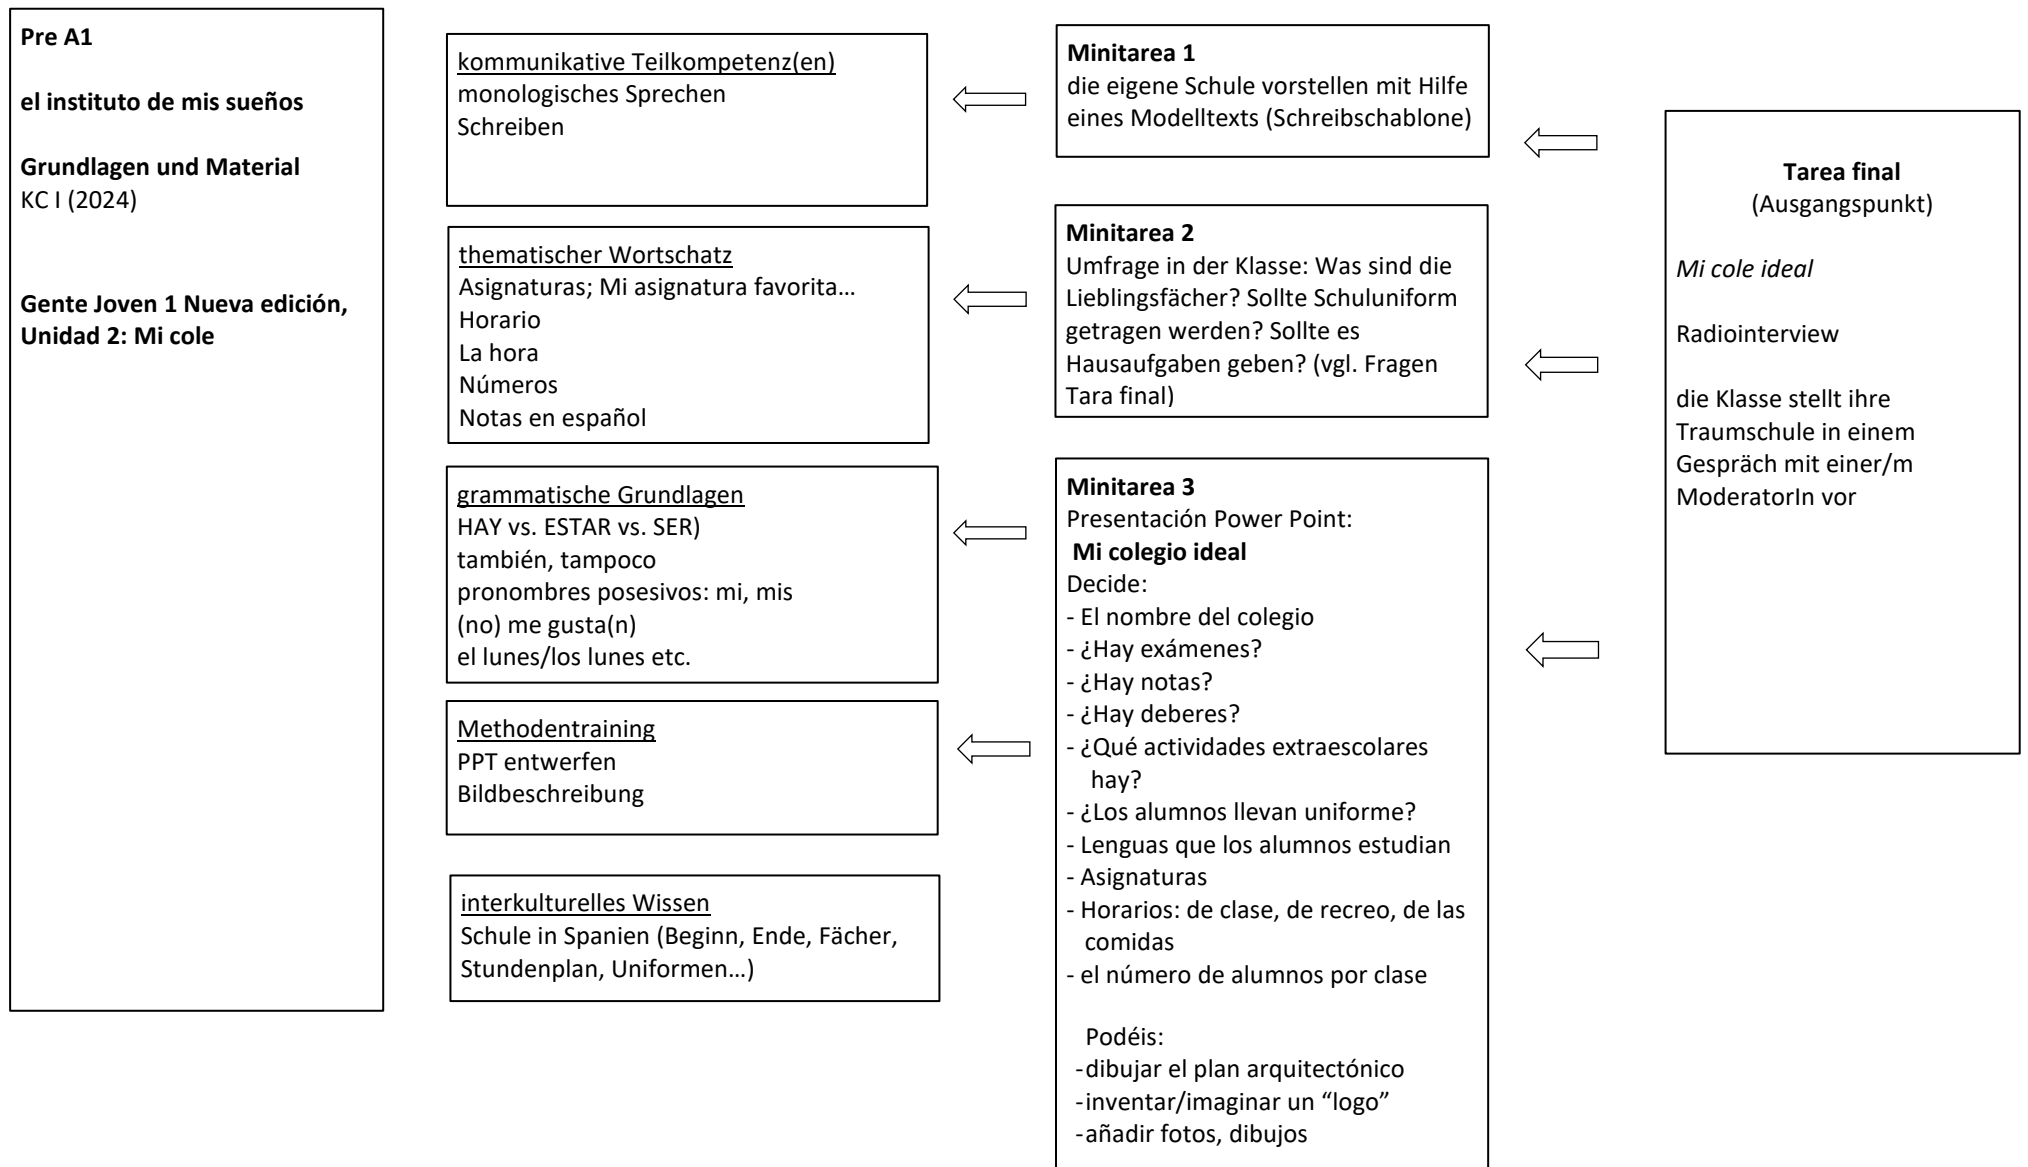 Pre A1
el instituto de mis sueños
Grundlagen und Material
KC I (2024)
Gente Joven 1 Nueva edición,
Unidad 2: Mi cole
kommunikative Teilkompetenz(en)
monologisches Sprechen
Schreiben
thematischer Wortschatz
Asignaturas; Mi asignatura favorita...
Horario
La hora
Números
Notas en español
grammatische Grundlagen
HAY vs. ESTAR vs. SER)
también, tampoco
pronombres posesivos: mi, mis
(no) me gusta(n)
el lunes/los lunes etc.
Methodentraining
PPT entwerfen
Bildbeschreibung
interkulturelles Wissen
Schule in Spanien (Beginn, Ende, Fächer,
Stundenplan, Uniformen...)
Minitarea 1
die eigene Schule vorstellen mit Hilfe
eines Modelltexts (Schreibschablone)
Minitarea 2
Umfrage in der Klasse: Was sind die
Lieblingsfächer? Sollte Schuluniform
getragen werden? Sollte es
Hausaufgaben geben? (vgl. Fragen
Tara final)
Minitarea 3
Presentación Power Point:
Mi colegio ideal
Decide:
- El nombre del colegio
- ¿Hay exámenes?
- ¿Hay notas?
- ¿Hay deberes?
- ¿Qué actividades extraescolares
hay?
- ¿Los alumnos llevan uniforme?
- Lenguas que los alumnos estudian
- Asignaturas
- Horarios: de clase, de recreo, de las
comidas
- el número de alumnos por clase
Podéis:
-dibujar el plan arquitectónico
-inventar/imaginar un “logo”
-añadir fotos, dibujos
Tarea final
(Ausgangspunkt)
Mi cole ideal
Radiointerview
die Klasse stellt ihre
Traumschule in einem
Gespräch mit einer/m
ModeratorIn vor